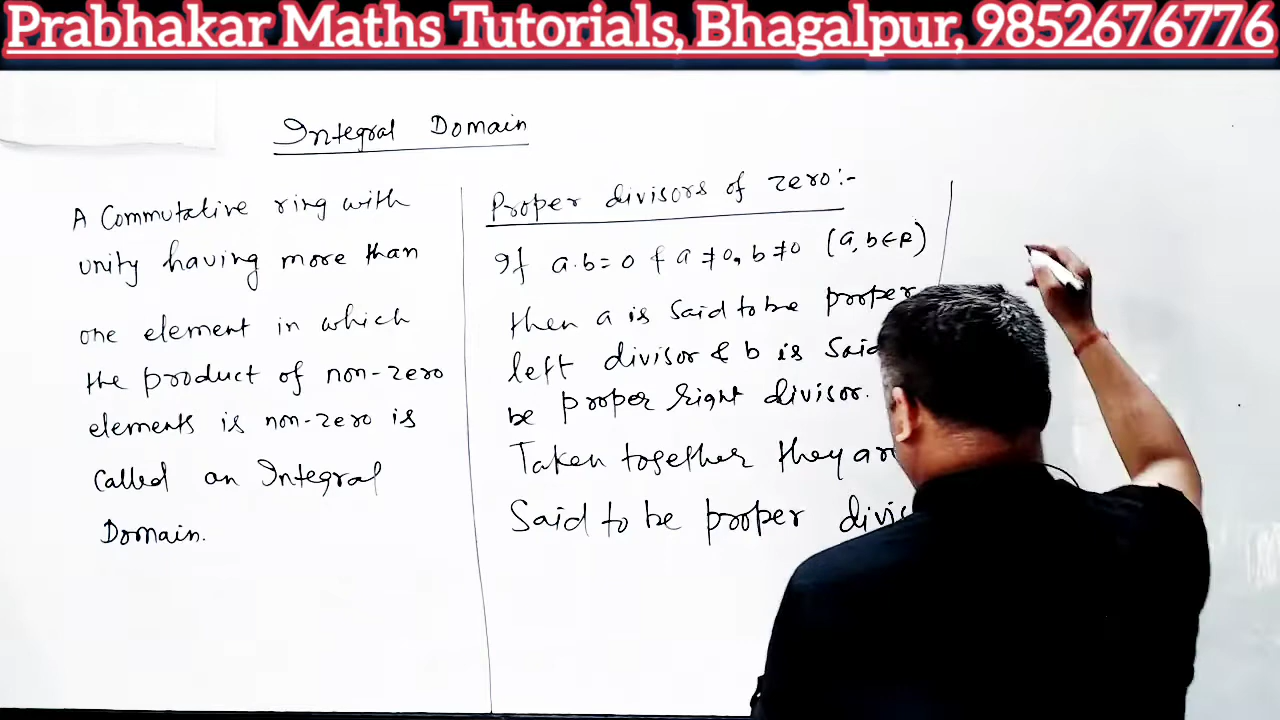 Prabhakar Maths Tutorials, Bhagalpur, 9852676776
Integral Domain
A Commutative ring with
unity having more than
one element in which
the product of non-zero
elements is non-zero is
Called an Integral
Domain.
Proper divisors of zero:-
If a.b=0 & a≠0, b≠0 (a, b∈R)
then a is Said to be proper
left divisor & b is Said
be proper right divisor.
Taken together they
Said to be proper